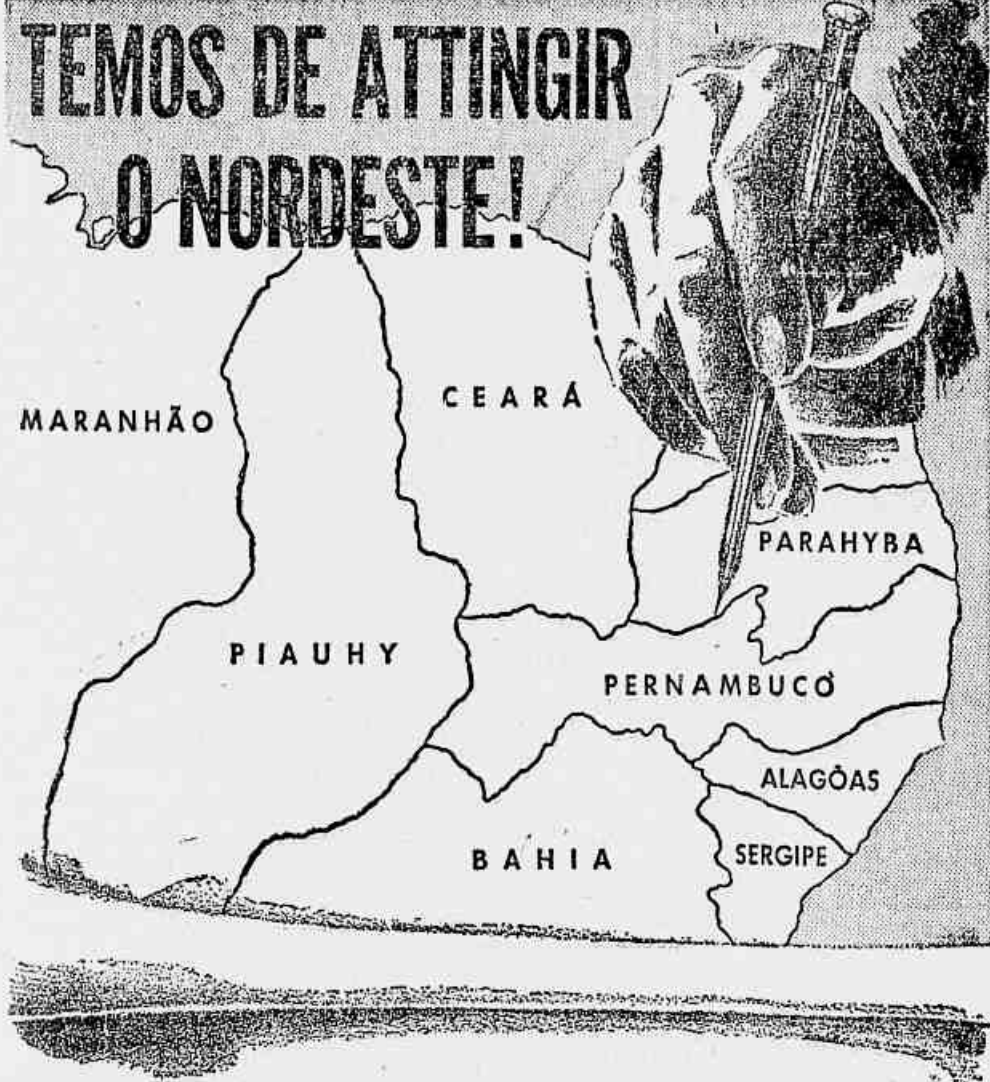 TEMOS DE ATTINGIR
O NORDESTE!
CEARÁ
MARANHÃO
PARAHYBA
PIAUHY
PERNAMBUCO
ALAGÔAS
BAHIA
SERGIPE